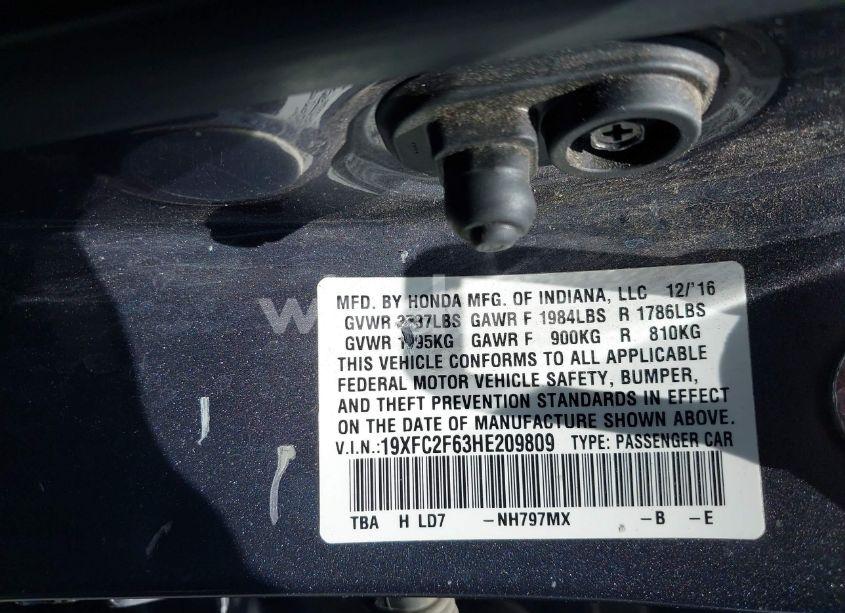 MFD. BY HONDA MFG. OF INDIANA, LLC 12/'16
GVWR LBS GAWR F 1984LBS R 1786LBS
GVWR KG GAWR F 900KG R 810KG
THIS VEHICLE CONFORMS TO ALL APPLICABLE
FEDERAL MOTOR VEHICLE SAFETY, BUMPER,
AND THEFT PREVENTION STANDARDS IN EFFECT
ON THE DATE OF MANUFACTURE SHOWN ABOVE.
V.I.N.:19XFC2F63HE209809 TYPE: PASSENGER CAR
TBA H LD7 -NH797MX -B -E